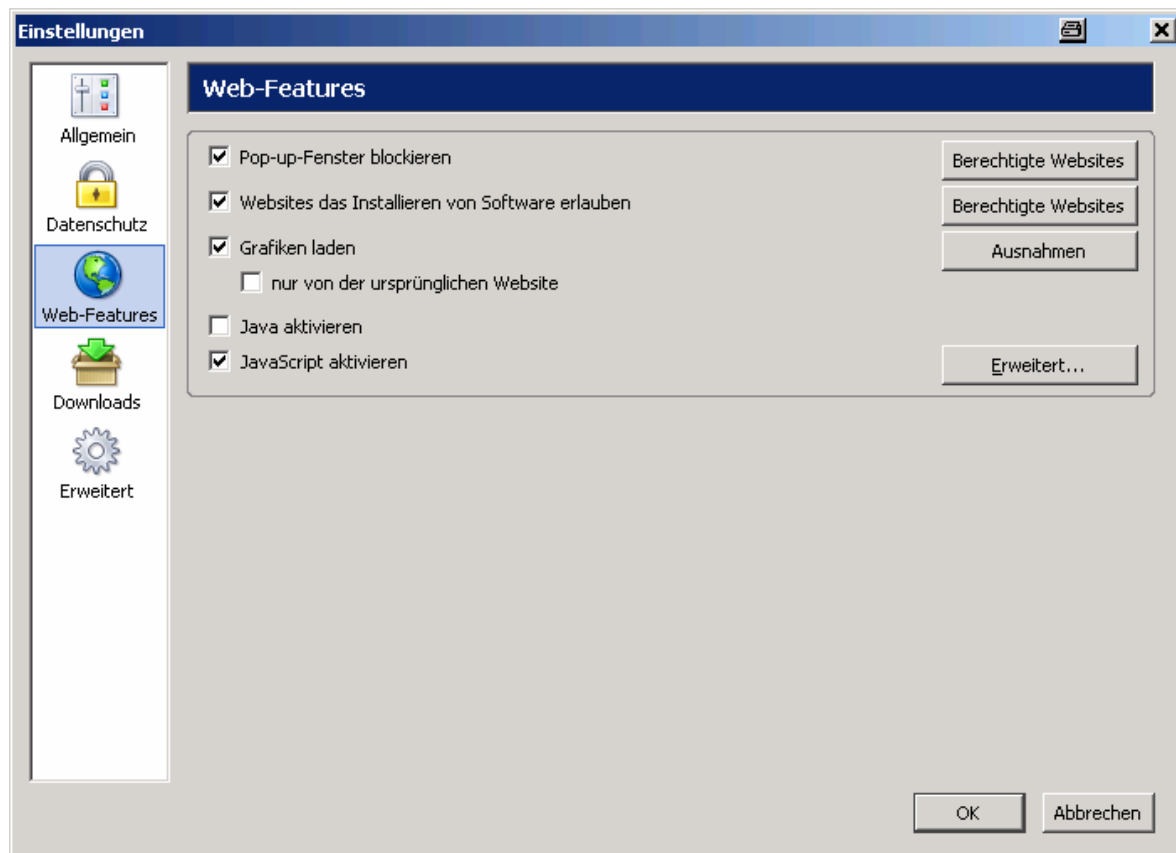 Einstellungen
Allgemein
Datenschutz
Web-Features
Downloads
Erweitert
Web-Features
Pop-up-Fenster blockieren
Berechtigte Websites
Websites das Installieren von Software erlauben
Berechtigte Websites
Grafiken laden
Ausnahmen
nur von der ursprünglichen Website
Java aktivieren
JavaScript aktivieren
Erweitert...
OK
Abbrechen